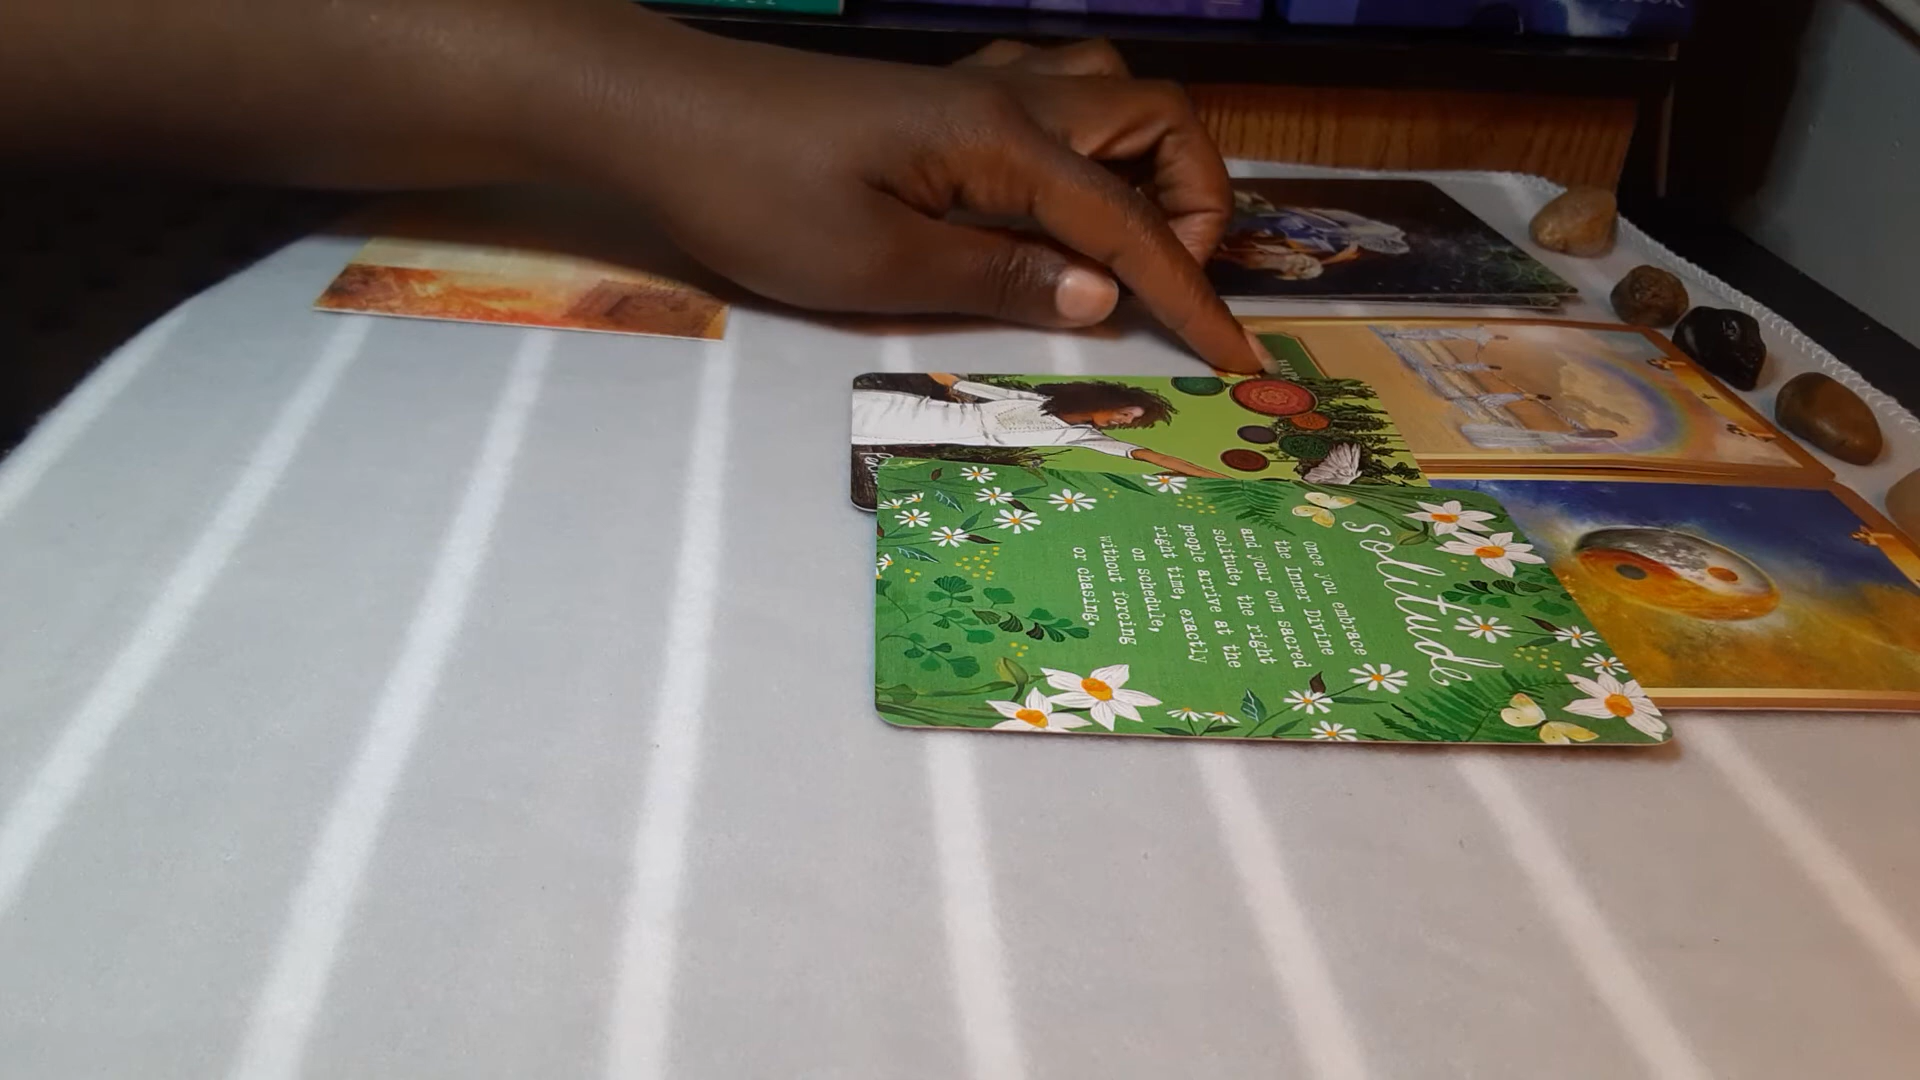 solitude
once you embrace
the Inner Divine
and your own sacred
solitude, the right
people arrive at the
right time, exactly
on schedule,
without forcing
or chasing.